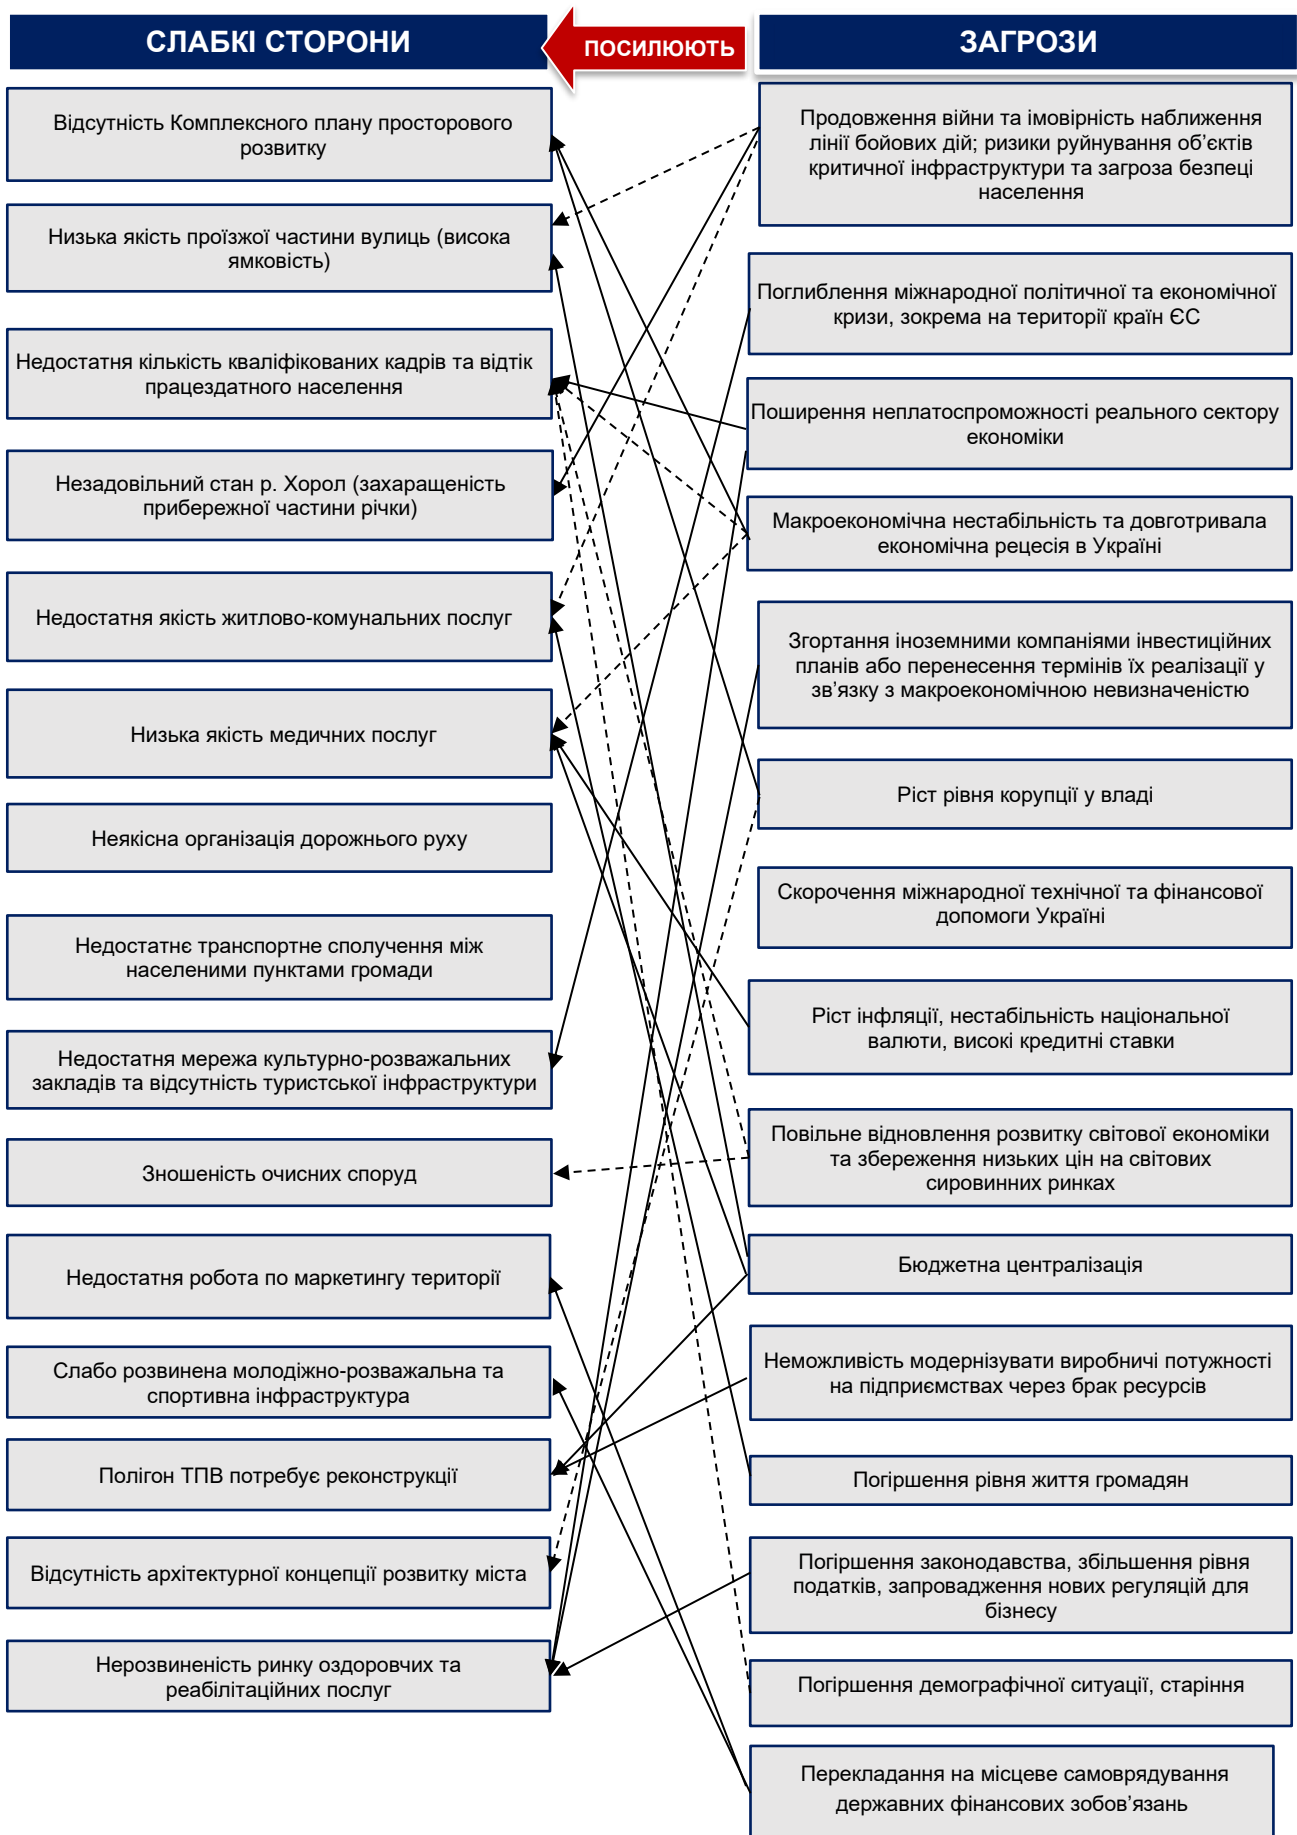 СЛАБКІ СТОРОНИ
ПОСИЛЮЮТЬ
ЗАГРОЗИ
Відсутність Комплексного плану просторового
розвитку
Низька якість проїзжої частини вулиць (висока
ямковість)
Недостатня кількість кваліфікованих кадрів та відтік
працездатного населення
Незадовільний стан р. Хорол (захаращеність
прибережної частини річки)
Недостатня якість житлово-комунальних послуг
Низька якість медичних послуг
Неякісна організація дорожнього руху
Недостатнє транспортне сполучення між
населеними пунктами громади
Недостатня мережа культурно-розважальних
закладів та відсутність туристської інфраструктури
Зношеність очисних споруд
Недостатня робота по маркетингу території
Слабо розвинена молодіжно-розважальна та
спортивна інфраструктура
Полігон ТПВ потребує реконструкції
Відсутність архітектурної концепції розвитку міста
Нерозвиненість ринку оздоровчих та
реабілітаційних послуг
Продовження війни та імовірність наближення
лінії бойових дій; ризики руйнування об’єктів
критичної інфраструктури та загроза безпеці
населення
Поглиблення міжнародної політичної та економічної
кризи, зокрема на території країн ЄС
Поширення неплатоспроможності реального сектору
економіки
Макроекономічна нестабільність та довготривала
економічна рецесія в Україні
Згортання іноземними компаніями інвестиційних
планів або перенесення термінів їх реалізації у
зв’язку з макроекономічною невизначеністю
Ріст рівня корупції у владі
Скорочення міжнародної технічної та фінансової
допомоги Україні
Ріст інфляції, нестабільність національної
валюти, високі кредитні ставки
Повільне відновлення розвитку світової економіки
та збереження низьких цін на світових
сировинних ринках
Бюджетна централізація
Неможливість модернізувати виробничі потужності
на підприємствах через брак ресурсів
Погіршення рівня життя громадян
Погіршення законодавства, збільшення рівня
податків, запровадження нових регуляцій для
бізнесу
Погіршення демографічної ситуації, старіння
Перекладання на місцеве самоврядування
державних фінансових зобов’язань